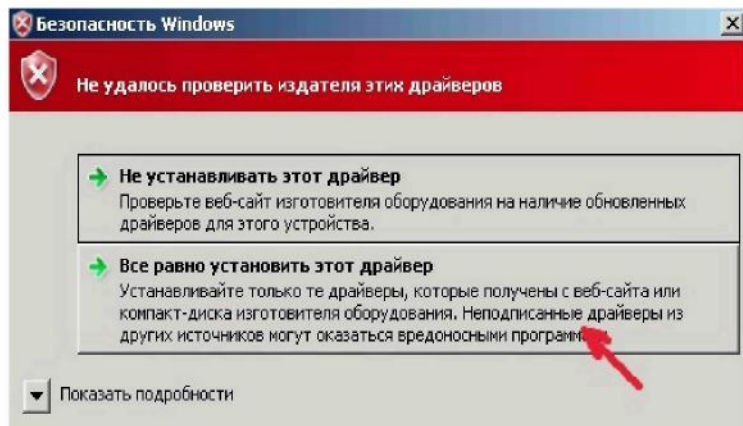 Безопасность Windows
Не удалось проверить издателя этих драйверов
Не устанавливать этот драйвер
Проверьте веб-сайт изготовителя оборудования на наличие обновленных
драйверов для этого устройства.
Все равно установить этот драйвер
Устанавливайте только те драйверы, которые получены с веб-сайта или
компакт-диска изготовителя оборудования. Неподписанные драйверы из
других источников могут оказаться вредоносными
Показать подробности